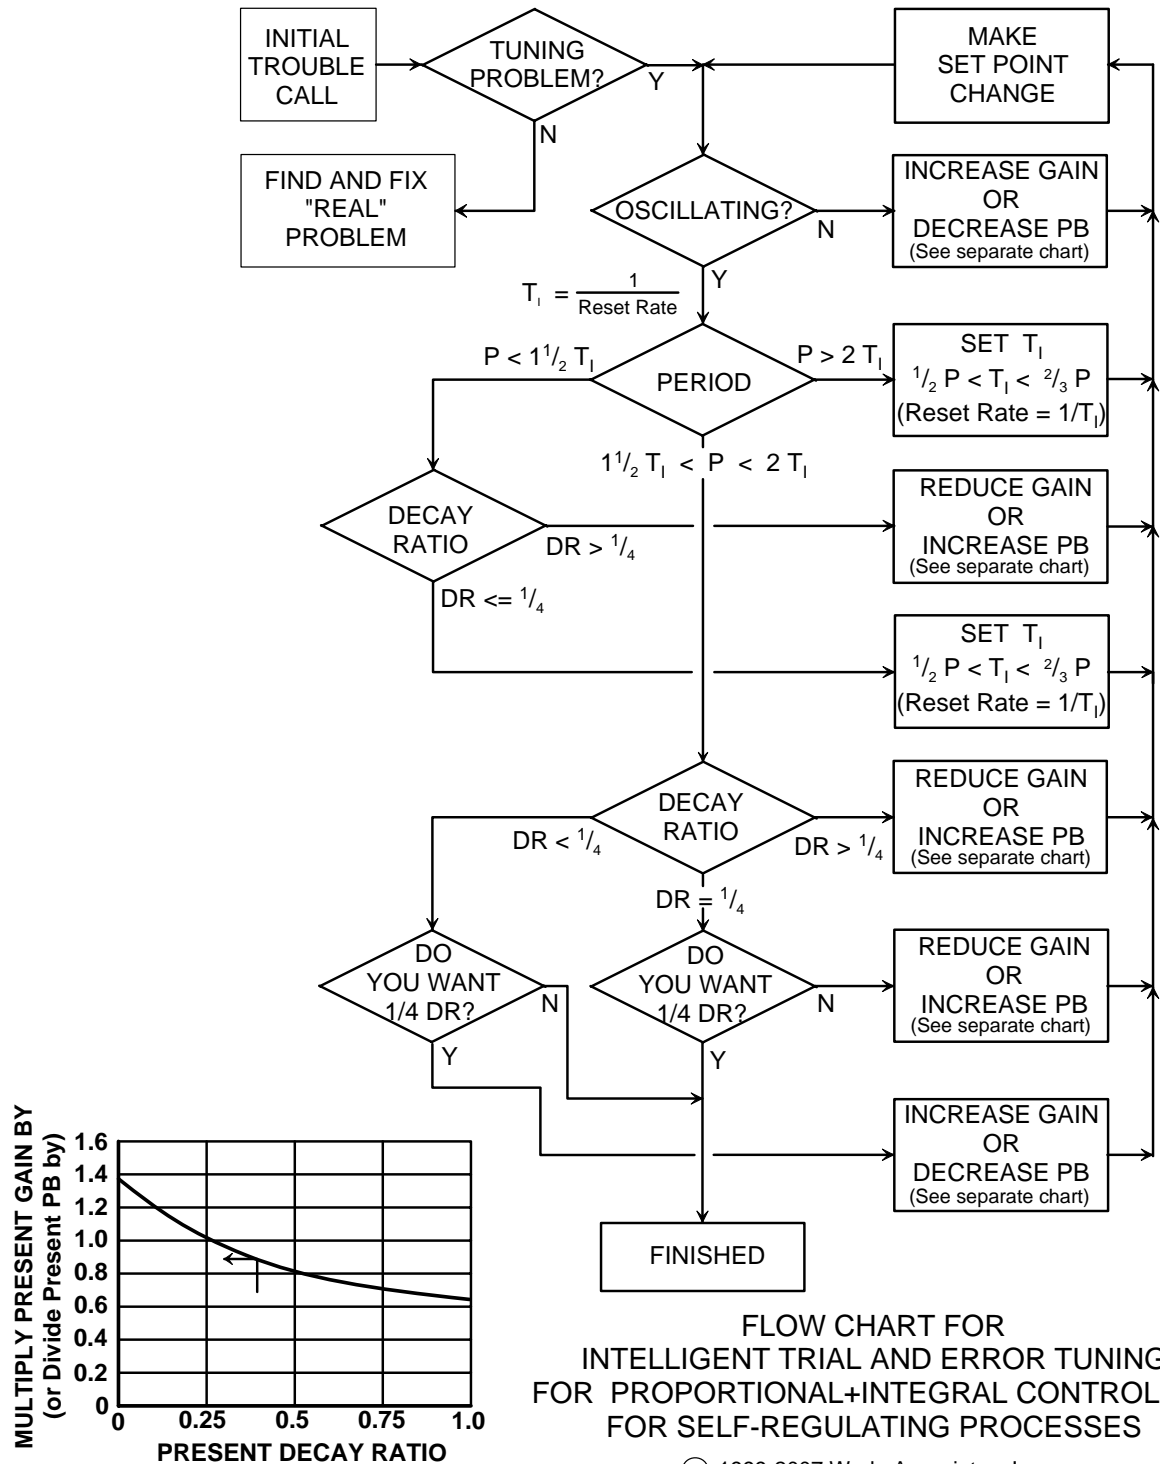 INITIAL
TROUBLE
CALL
TUNING
PROBLEM?
Y
N
MAKE
SET POINT
CHANGE
FIND AND FIX
"REAL"
PROBLEM
OSCILLATING?
N
Y
INCREASE GAIN
OR
DECREASE PB
(See separate chart)
T_I = 1/Reset Rate
P < 1 1/2 T_I
PERIOD
P > 2 T_I
SET T_I
1/2 P < T_I < 2/3 P
(Reset Rate = 1/T_I)
1 1/2 T_I < P < 2 T_I
DECAY
RATIO
DR > 1/4
DR <= 1/4
REDUCE GAIN
OR
INCREASE PB
(See separate chart)
SET T_I
1/2 P < T_I < 2/3 P
(Reset Rate = 1/T_I)
DECAY
RATIO
DR < 1/4
DR > 1/4
DR = 1/4
REDUCE GAIN
OR
INCREASE PB
(See separate chart)
DO
YOU WANT
1/4 DR?
N
Y
DO
YOU WANT
1/4 DR?
N
Y
REDUCE GAIN
OR
INCREASE PB
(See separate chart)
INCREASE GAIN
OR
DECREASE PB
(See separate chart)
FINISHED
MULTIPLY PRESENT GAIN BY
(or Divide Present PB by)
1.6
1.4
1.2
1.0
0.8
0.6
0.4
0.2
0
0 0.25 0.5 0.75 1.0
PRESENT DECAY RATIO
FLOW CHART FOR
INTELLIGENT TRIAL AND ERROR TUNING
FOR PROPORTIONAL+INTEGRAL CONTROL
FOR SELF-REGULATING PROCESSES